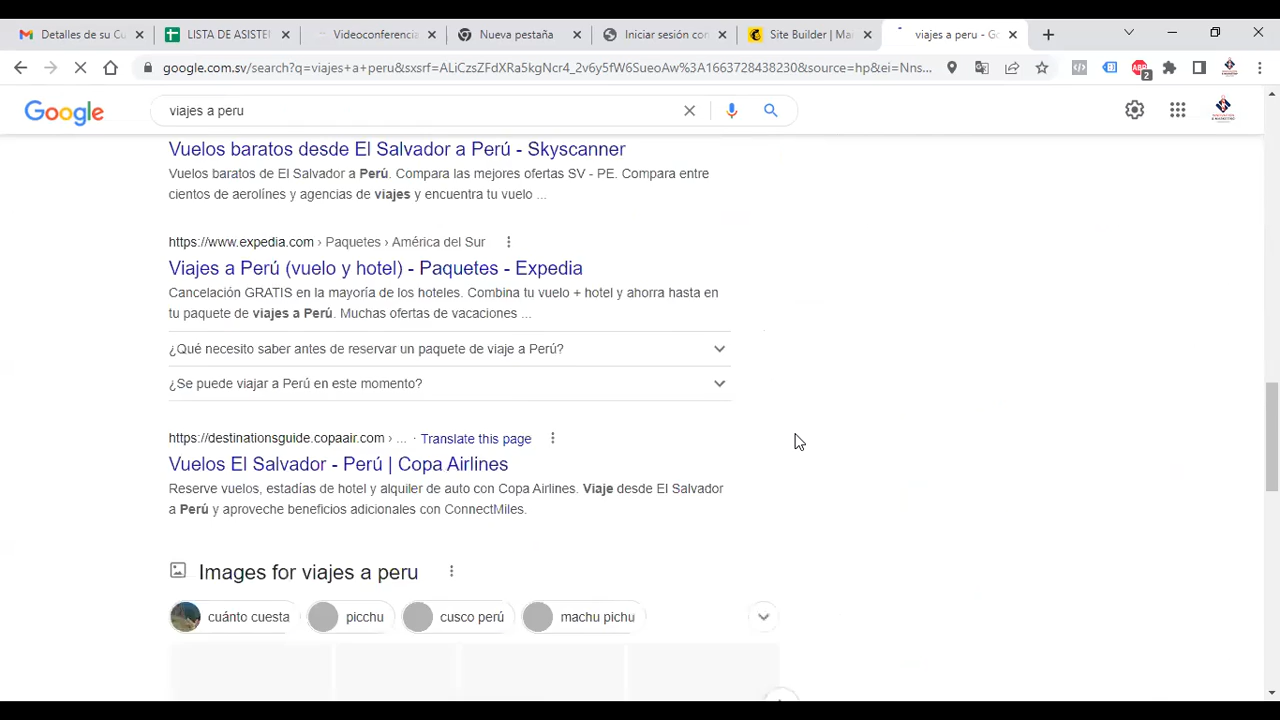 Detalles de su Cu
LISTA DE ASISTE
Videoconferencia
Nueva pestaña
Iniciar sesión con
Site Builder | Ma
viajes a peru - Go
google.com.sv/search?q=viajes+a+peru&sxsrf=ALiCzsZFdXRa5kgNcr4_2v6y5fW6SueoAw%3A1663728438230&source=hp&ei=Nns...
2
Google
viajes a peru
Vuelos baratos desde El Salvador a Perú - Skyscanner
Vuelos baratos de El Salvador a Perú. Compara las mejores ofertas SV - PE. Compara entre
cientos de aerolínes y agencias de viajes y encuentra tu vuelo ...
https://www.expedia.com › Paquetes › América del Sur
Viajes a Perú (vuelo y hotel) - Paquetes - Expedia
Cancelación GRATIS en la mayoría de los hoteles. Combina tu vuelo + hotel y ahorra hasta en
tu paquete de viajes a Perú. Muchas ofertas de vacaciones ...
¿Qué necesito saber antes de reservar un paquete de viaje a Perú?
¿Se puede viajar a Perú en este momento?
https://destinationsguide.copaair.com › ... · Translate this page
Vuelos El Salvador - Perú | Copa Airlines
Reserve vuelos, estadías de hotel y alquiler de auto con Copa Airlines. Viaje desde El Salvador
a Perú y aproveche beneficios adicionales con ConnectMiles.
Images for viajes a peru
cuánto cuesta
picchu
cusco perú
machu pichu